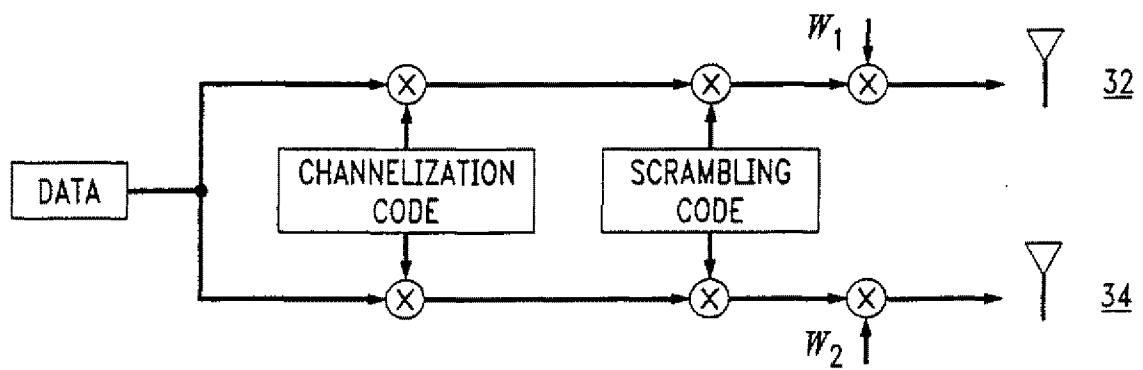 W1
32
DATA
CHANNELIZATION
CODE
SCRAMBLING
CODE
34
W2